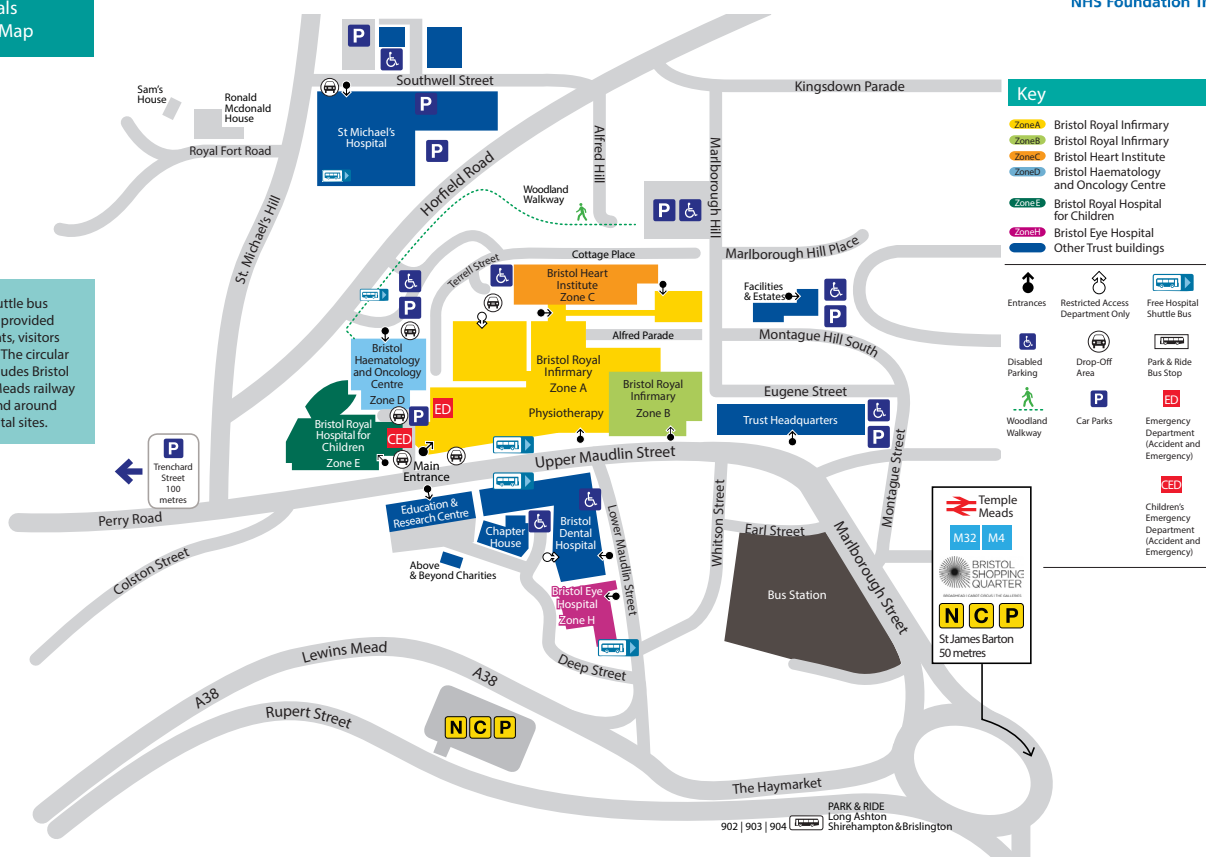 als
Map
NHS Foundation
P
Southwell Street
Kingsdown Parade
Sam's
House
Ronald
Mcdonald
House
P
St Michael's
Hospital
P
Royal Fort Road
Alfred Hill
Marlborough Hill
Horfield Road
St. Michael's Hill
Woodland
Walkway
P
Cottage Place
Marlborough Hill Place
Terrell Street
Bristol Heart
Institute
Zone C
Facilities
& Estates
P
P
Alfred Parade
Montague Hill South
Bristol
Haematology
and Oncology
Centre
Zone D
Bristol Royal
Infirmary
Zone A
Physiotherapy
Bristol Royal
Infirmary
Zone B
Eugene Street
Trust Headquarters
P
P
ED
CED
Bristol Royal
Hospital for
Children
Zone E
Main
Entrance
Upper Maudlin Street
Montague Street
uttle bus
provided
nts, visitors
The circular
cludes Bristol
Meads railway
nd around
ital sites.
P
Trenchard
Street
100
metres
Perry Road
Colston Street
Education &
Research Centre
Chapter
House
Bristol
Dental
Hospital
Above
& Beyond Charities
Lower Maudlin Street
Whitson Street
Earl Street
Marlborough Street
Bus Station
Bristol Eye
Hospital
Zone H
Deep Street
Lewins Mead
A38
A38
Rupert Street
N C P
The Haymarket
902 | 903 | 904
PARK & RIDE
Long Ashton
Shirehampton & Brislington
Temple
Meads
M32 M4
BRISTOL
SHOPPING
QUARTER
BROADMEAD | CABOT CIRCUS | THE GALLERIES
N C P
St James Barton
50 metres
Key
Zone A Bristol Royal Infirmary
Zone B Bristol Royal Infirmary
Zone C Bristol Heart Institute
Zone D Bristol Haematology
and Oncology Centre
Zone E Bristol Royal Hospital
for Children
Zone H Bristol Eye Hospital
Other Trust buildings
Entrances
Restricted Access
Department Only
Free Hospital
Shuttle Bus
Disabled
Parking
Drop-Off
Area
Park & Ride
Bus Stop
Woodland
Walkway
P
Car Parks
ED
Emergency
Department
(Accident and
Emergency)
CED
Children's
Emergency
Department
(Accident and
Emergency)